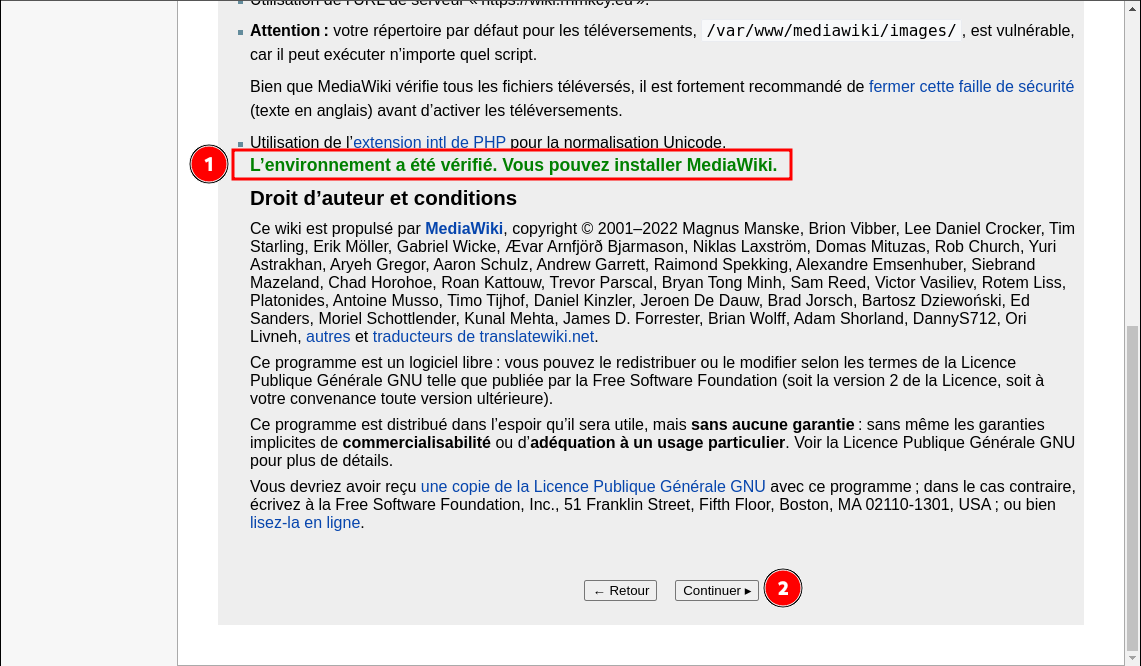 Utilisation de l’URL de serveur « https://wiki.rmikey.eu ».
Attention : votre répertoire par défaut pour les téléversements, /var/www/mediawiki/images/, est vulnérable,
car il peut exécuter n’importe quel script.
Bien que MediaWiki vérifie tous les fichiers téléversés, il est fortement recommandé de fermer cette faille de sécurité
(texte en anglais) avant d’activer les téléversements.
Utilisation de l’extension intl de PHP pour la normalisation Unicode.
1 L’environnement a été vérifié. Vous pouvez installer MediaWiki.
Droit d’auteur et conditions
Ce wiki est propulsé par MediaWiki, copyright © 2001–2022 Magnus Manske, Brion Vibber, Lee Daniel Crocker, Tim
Starling, Erik Möller, Gabriel Wicke, Ævar Arnfjörð Bjarmason, Niklas Laxström, Domas Mituzas, Rob Church, Yuri
Astrakhan, Aryeh Gregor, Aaron Schulz, Andrew Garrett, Raimond Spekking, Alexandre Emsenhuber, Siebrand
Mazeland, Chad Horohoe, Roan Kattouw, Trevor Parscal, Bryan Tong Minh, Sam Reed, Victor Vasiliev, Rotem Liss,
Platonides, Antoine Musso, Timo Tijhof, Daniel Kinzler, Jeroen De Dauw, Brad Jorsch, Bartosz Dziewoński, Ed
Sanders, Moriel Schottlender, Kunal Mehta, James D. Forrester, Brian Wolff, Adam Shorland, DannyS712, Ori
Livneh, autres et traducteurs de translatewiki.net.
Ce programme est un logiciel libre : vous pouvez le redistribuer ou le modifier selon les termes de la Licence
Publique Générale GNU telle que publiée par la Free Software Foundation (soit la version 2 de la Licence, soit à
votre convenance toute version ultérieure).
Ce programme est distribué dans l’espoir qu’il sera utile, mais sans aucune garantie : sans même les garanties
implicites de commercialisabilité ou d’adéquation à un usage particulier. Voir la Licence Publique Générale GNU
pour plus de détails.
Vous devriez avoir reçu une copie de la Licence Publique Générale GNU avec ce programme ; dans le cas contraire,
écrivez à la Free Software Foundation, Inc., 51 Franklin Street, Fifth Floor, Boston, MA 02110-1301, USA ; ou bien
lisez-la en ligne.
← Retour Continuer ▸ 2